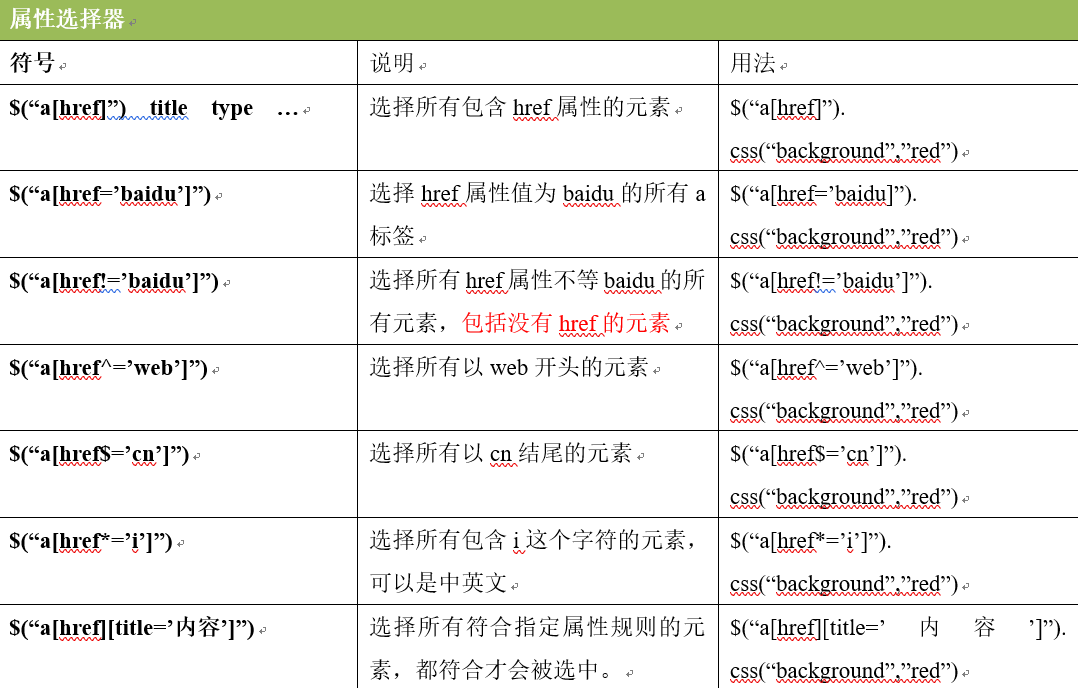 属性选择器
符号
说明
用法
$(“a[href]”) title type …
选择所有包含 href 属性的元素
$(“a[href]”).
css(“background”,”red”)
$(“a[href=’baidu’]”)
选择 href 属性值为 baidu 的所有 a
标签
$(“a[href=’baidu]”).
css(“background”,”red”)
$(“a[href!=’baidu’]”)
选择所有 href 属性不等 baidu 的所
有元素，包括没有 href 的元素
$(“a[href!=’baidu’]”).
css(“background”,”red”)
$(“a[href^=’web’]”)
选择所有以 web 开头的元素
$(“a[href^=’web’]”).
css(“background”,”red”)
$(“a[href$=’cn’]”)
选择所有以 cn 结尾的元素
$(“a[href$=’cn’]”).
css(“background”,”red”)
$(“a[href*=’i’]”)
选择所有包含 i 这个字符的元素，
可以是中英文
$(“a[href*=’i’]”).
css(“background”,”red”)
$(“a[href][title=’内容’]”)
选择所有符合指定属性规则的元
素，都符合才会被选中。
$(“a[href][title=’ 内 容 ’]”).
css(“background”,”red”)